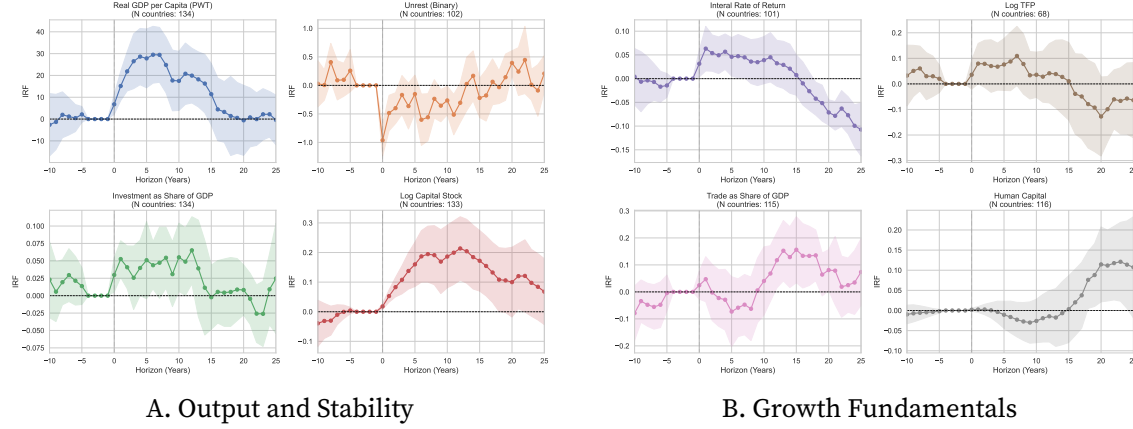 Real GDP per Capita (PWT)
(N countries: 134)
40
30
20
10
0
−10
IRF
−10 −5 0 5 10 15 20 25
Horizon (Years)
Unrest (Binary)
(N countries: 102)
1.0
0.5
0.0
−0.5
−1.0
IRF
−10 −5 0 5 10 15 20 25
Horizon (Years)
Investment as Share of GDP
(N countries: 134)
0.100
0.075
0.050
0.025
0.000
−0.025
−0.050
−0.075
IRF
−10 −5 0 5 10 15 20 25
Horizon (Years)
Log Capital Stock
(N countries: 133)
0.3
0.2
0.1
0.0
−0.1
IRF
−10 −5 0 5 10 15 20 25
Horizon (Years)
A. Output and Stability
Interal Rate of Return
(N countries: 101)
0.10
0.05
0.00
−0.05
−0.10
−0.15
IRF
−10 −5 0 5 10 15 20 25
Horizon (Years)
Log TFP
(N countries: 68)
0.2
0.1
0.0
−0.1
−0.2
−0.3
IRF
−10 −5 0 5 10 15 20 25
Horizon (Years)
Trade as Share of GDP
(N countries: 115)
0.3
0.2
0.1
0.0
−0.1
−0.2
IRF
−10 −5 0 5 10 15 20 25
Horizon (Years)
Human Capital
(N countries: 116)
0.20
0.15
0.10
0.05
0.00
−0.05
−0.10
IRF
−10 −5 0 5 10 15 20 25
Horizon (Years)
B. Growth Fundamentals